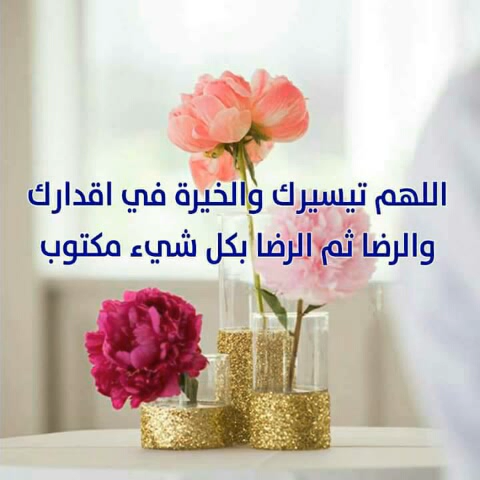 اللهم تيسيرك والخيرة في اقدارك
والرضا ثم الرضا بكل شيء مكتوب